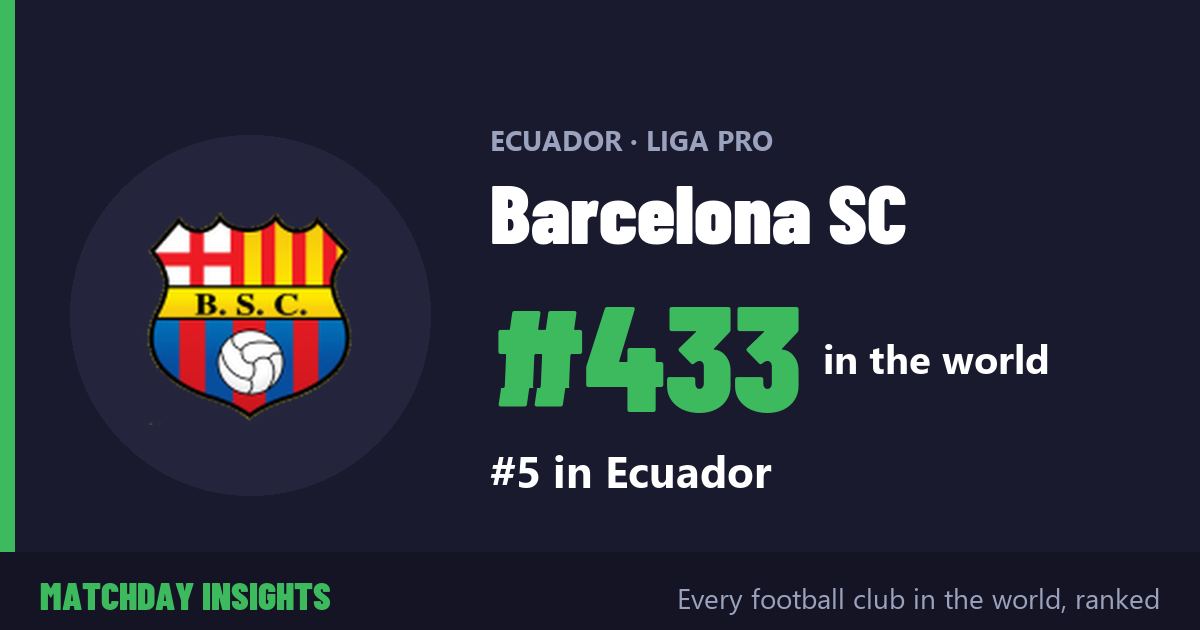 ECUADOR · LIGA PRO
Barcelona SC
B. S. C.
#433 in the world
#5 in Ecuador
MATCHDAY INSIGHTS
Every football club in the world, ranked